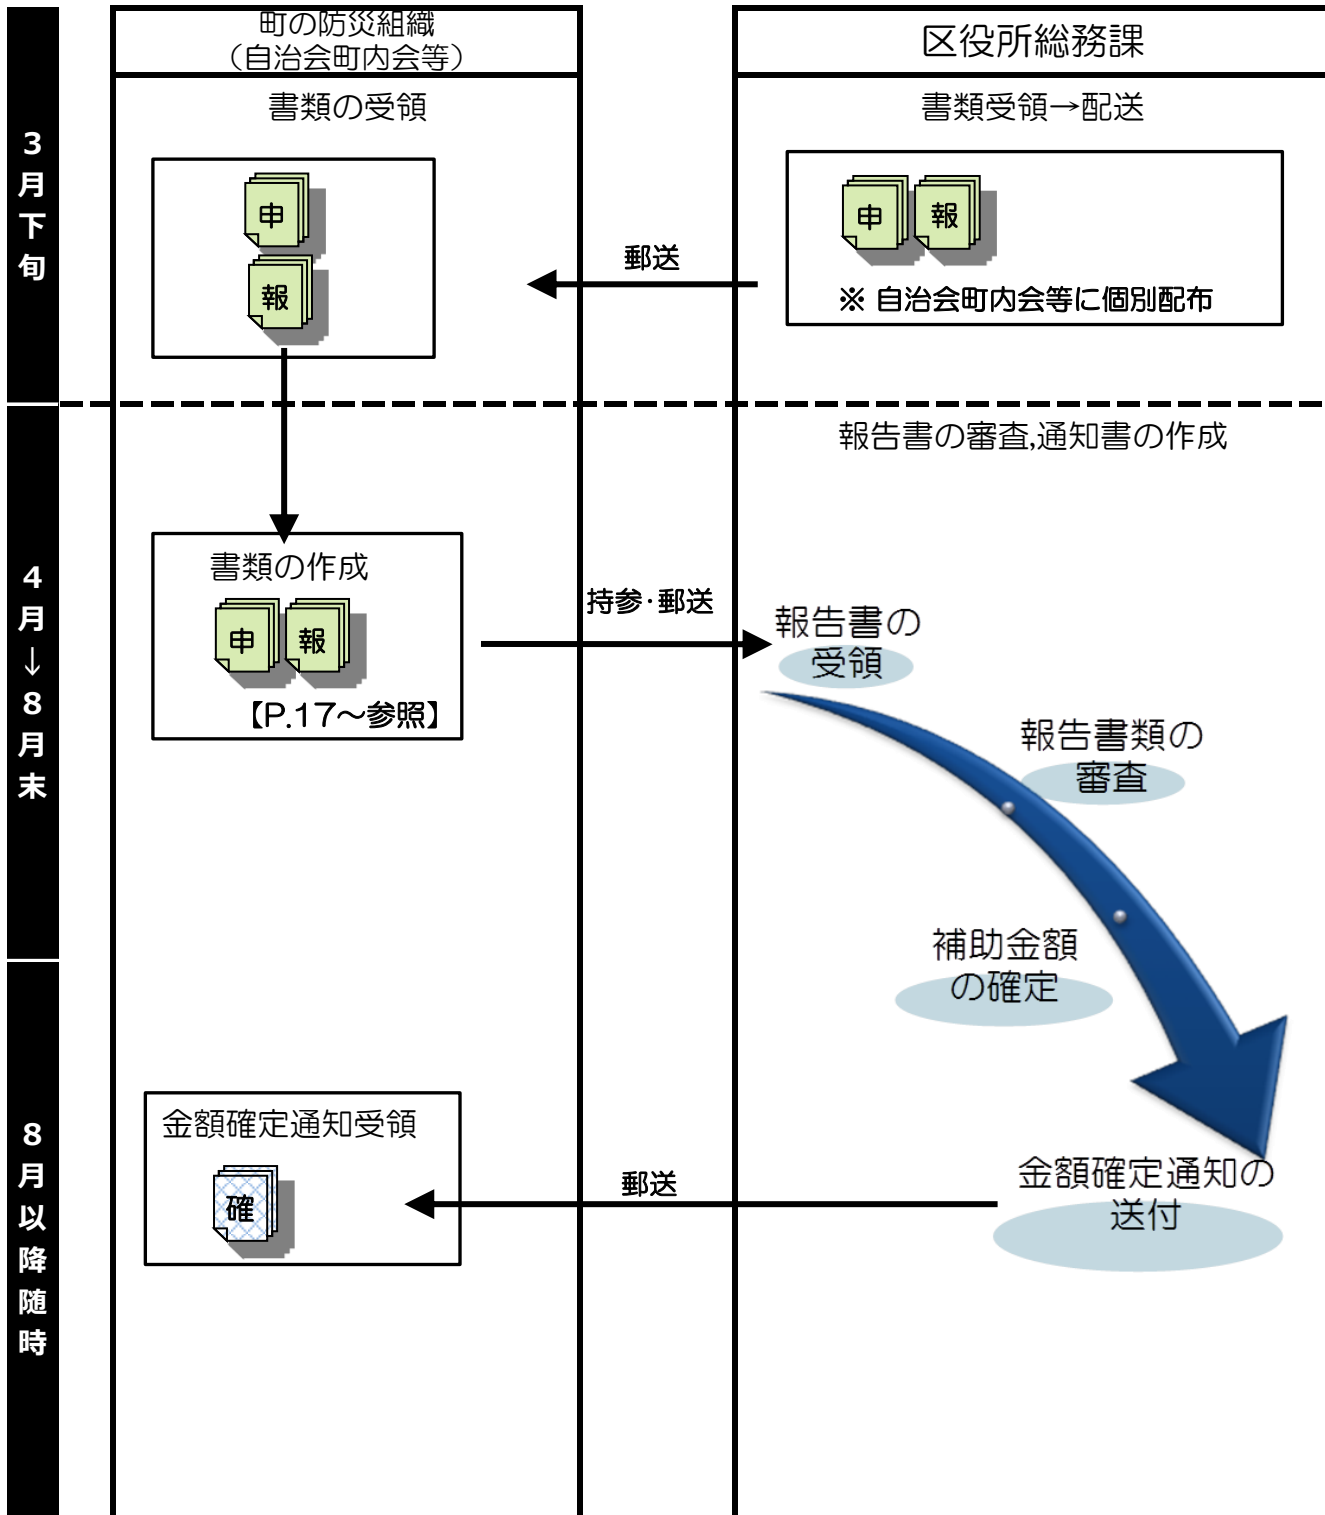 町の防災組織
（自治会町内会等）
区役所総務課
3月下旬
書類の受領
申
報
郵送
書類受領→配送
申
報
※ 自治会町内会等に個別配布
4月↓8月末
報告書の審査,通知書の作成
書類の作成
申
報
【P.17～参照】
持参・郵送
報告書の
受領
報告書類の
審査
補助金額
の確定
8月以降随時
金額確定通知の
送付
郵送
金額確定通知受領
確